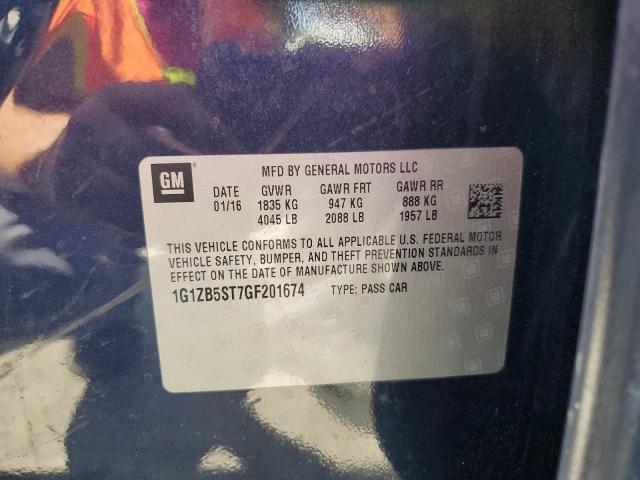 GM
MFD BY GENERAL MOTORS LLC
DATE GVWR GAWR FRT GAWR RR
01/16 1835 KG 947 KG 888 KG
4045 LB 2088 LB 1957 LB
THIS VEHICLE CONFORMS TO ALL APPLICABLE U.S. FEDERAL MOTOR
VEHICLE SAFETY, BUMPER, AND THEFT PREVENTION STANDARDS IN
EFFECT ON THE DATE OF MANUFACTURE SHOWN ABOVE.
1G1ZB5ST7GF201674 TYPE: PASS CAR